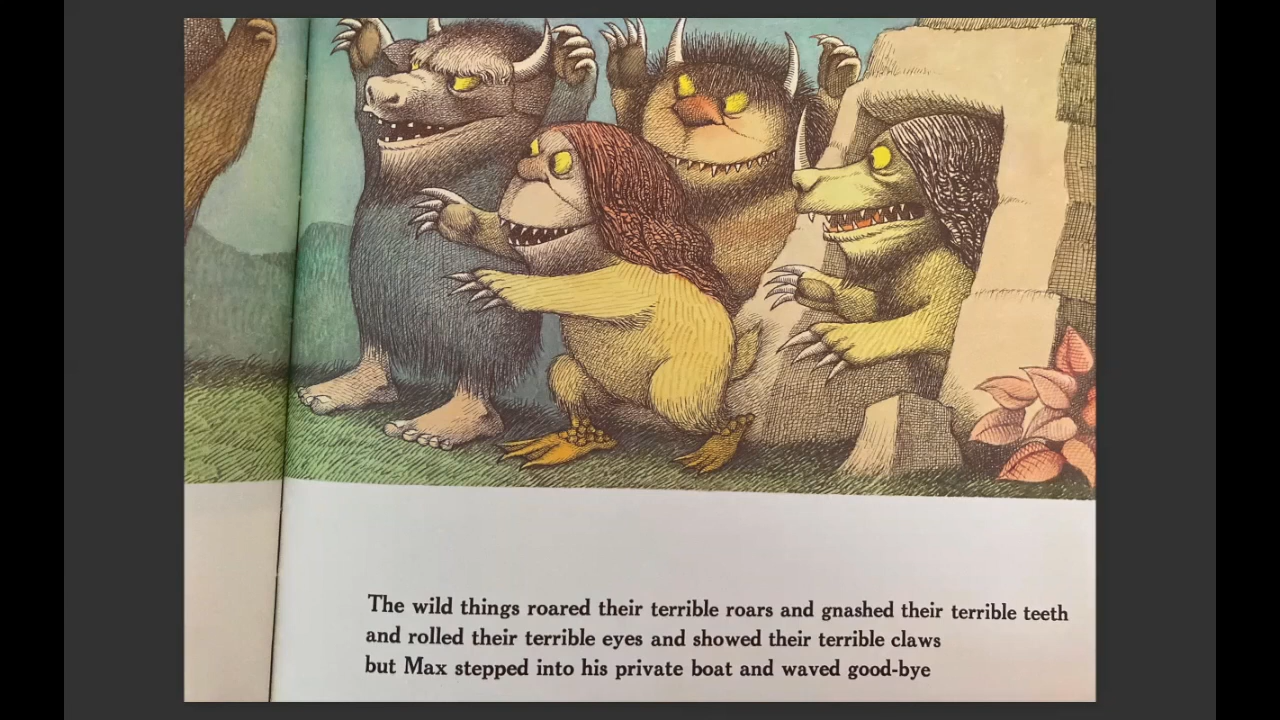 The wild things roared their terrible roars and gnashed their terrible teeth
and rolled their terrible eyes and showed their terrible claws
but Max stepped into his private boat and waved good-bye